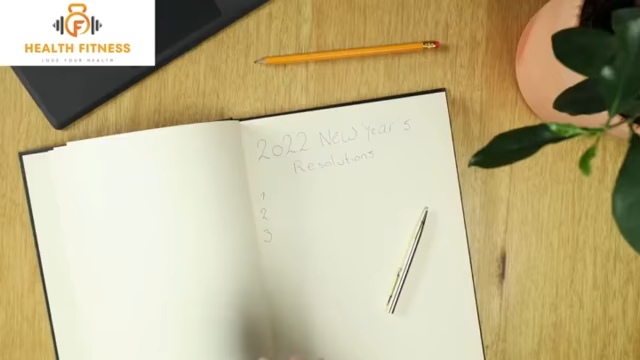 HEALTH FITNESS
LOVE YOUR HEALTH
2022 New Year's
Resolutions
1
2
3